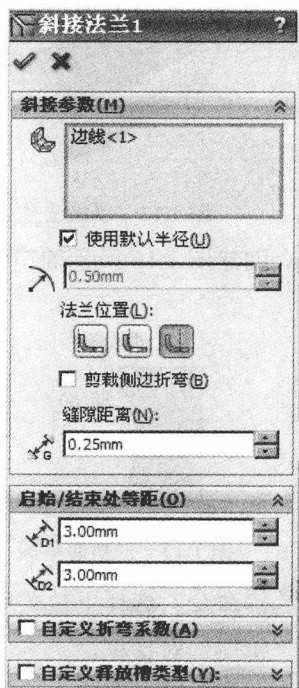 斜接法兰1 ?
斜接参数(M)
边线<1>
使用默认半径(U)
0.50mm
法兰位置(L):
剪裁侧边折弯(B)
缝隙距离(N):
G 0.25mm
启始/结束处等距(O)
D1 3.00mm
D2 3.00mm
自定义折弯系数(A)
自定义释放槽类型(Y):